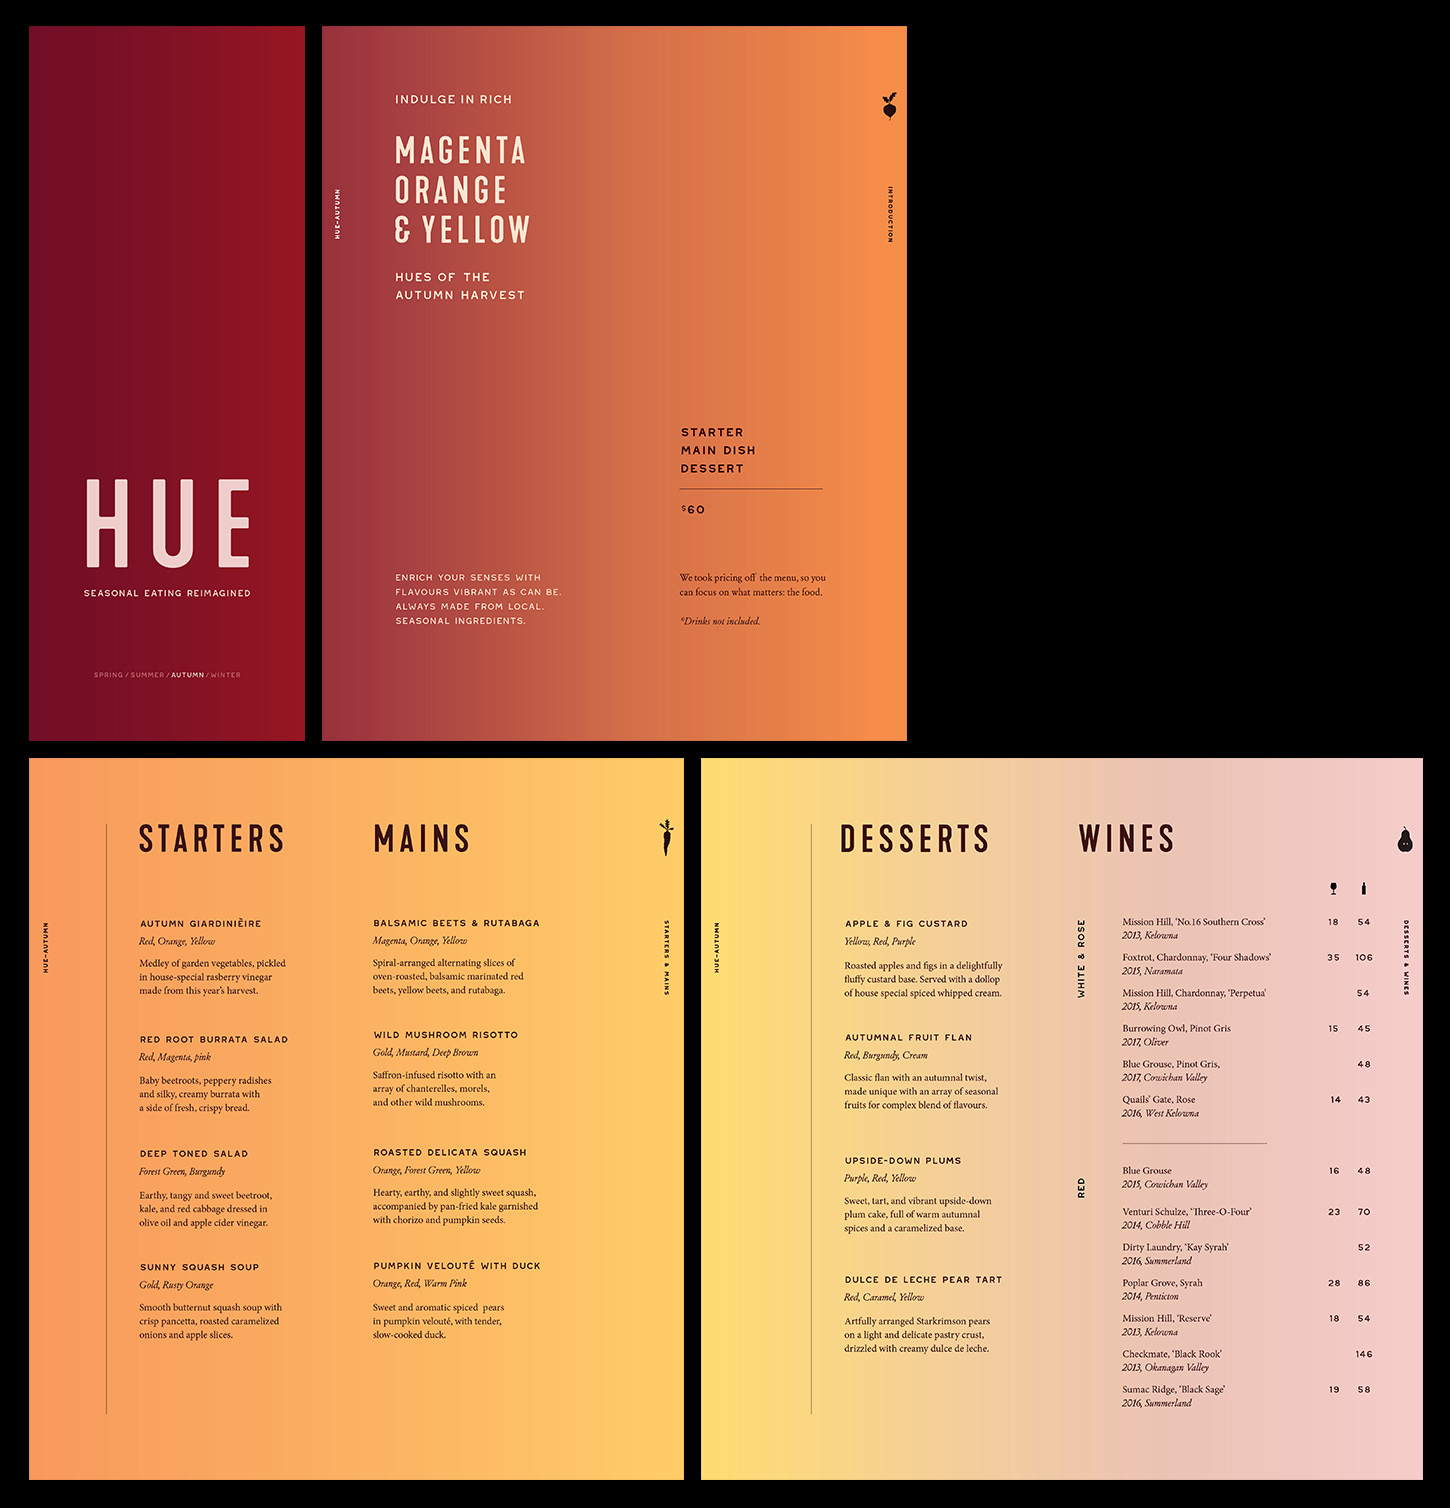 HUE
SEASONAL EATING REIMAGINED
SPRING / SUMMER / AUTUMN / WINTER
HUE–AUTUMN
INDULGE IN RICH
MAGENTA
ORANGE
& YELLOW
HUES OF THE
AUTUMN HARVEST
ENRICH YOUR SENSES WITH
FLAVOURS VIBRANT AS CAN BE.
ALWAYS MADE FROM LOCAL.
SEASONAL INGREDIENTS.
STARTER
MAIN DISH
DESSERT
$60
We took pricing off the menu, so you
can focus on what matters: the food.
*Drinks not included.
INTRODUCTION
HUE–AUTUMN
STARTERS
AUTUMN GIARDINIÈIRE
Red, Orange, Yellow
Medley of garden vegetables, pickled
in house-special rasberry vinegar
made from this year's harvest.
RED ROOT BURRATA SALAD
Red, Magenta, pink
Baby beetroots, peppery radishes
and silky, creamy burrata with
a side of fresh, crispy bread.
DEEP TONED SALAD
Forest Green, Burgundy
Earthy, tangy and sweet beetroot,
kale, and red cabbage dressed in
olive oil and apple cider vinegar.
SUNNY SQUASH SOUP
Gold, Rusty Orange
Smooth butternut squash soup with
crisp pancetta, roasted caramelized
onions and apple slices.
MAINS
BALSAMIC BEETS & RUTABAGA
Magenta, Orange, Yellow
Spiral-arranged alternating slices of
oven-roasted, balsamic marinated red
beets, yellow beets, and rutabaga.
WILD MUSHROOM RISOTTO
Gold, Mustard, Deep Brown
Saffron-infused risotto with an
array of chanterelles, morels,
and other wild mushrooms.
ROASTED DELICATA SQUASH
Orange, Forest Green, Yellow
Hearty, earthy, and slightly sweet squash,
accompanied by pan-fried kale garnished
with chorizo and pumpkin seeds.
PUMPKIN VELOUTÉ WITH DUCK
Orange, Red, Warm Pink
Sweet and aromatic spiced pears
in pumpkin velouté, with tender,
slow-cooked duck.
STARTERS & MAINS
HUE–AUTUMN
DESSERTS
APPLE & FIG CUSTARD
Yellow, Red, Purple
Roasted apples and figs in a delightfully
fluffy custard base. Served with a dollop
of house special spiced whipped cream.
AUTUMNAL FRUIT FLAN
Red, Burgundy, Cream
Classic flan with an autumnal twist,
made unique with an array of seasonal
fruits for complex blend of flavours.
UPSIDE-DOWN PLUMS
Purple, Red, Yellow
Sweet, tart, and vibrant upside-down
plum cake, full of warm autumnal
spices and a caramelized base.
DULCE DE LECHE PEAR TART
Red, Caramel, Yellow
Artfully arranged Starkrimson pears
on a light and delicate pastry crust,
drizzled with creamy dulce de leche.
WINES
WHITE & ROSE
Mission Hill, ‘No.16 Southern Cross’ 18 54
2013, Kelowna
Foxtrot, Chardonnay, ‘Four Shadows’ 35 106
2015, Naramata
Mission Hill, Chardonnay, ‘Perpetua’ 54
2015, Kelowna
Burrowing Owl, Pinot Gris 15 45
2017, Oliver
Blue Grouse, Pinot Gris, 48
2017, Cowichan Valley
Quails’ Gate, Rose 14 43
2016, West Kelowna
RED
Blue Grouse 16 48
2015, Cowichan Valley
Venturi Schulze, ‘Three-O-Four’ 23 70
2014, Cobble Hill
Dirty Laundry, ‘Kay Syrah’ 52
2016, Summerland
Poplar Grove, Syrah 28 86
2014, Penticton
Mission Hill, ‘Reserve’ 18 54
2013, Kelowna
Checkmate, ‘Black Rook’ 146
2013, Okanagan Valley
Sumac Ridge, ‘Black Sage’ 19 58
2016, Summerland
DESSERTS & WINES